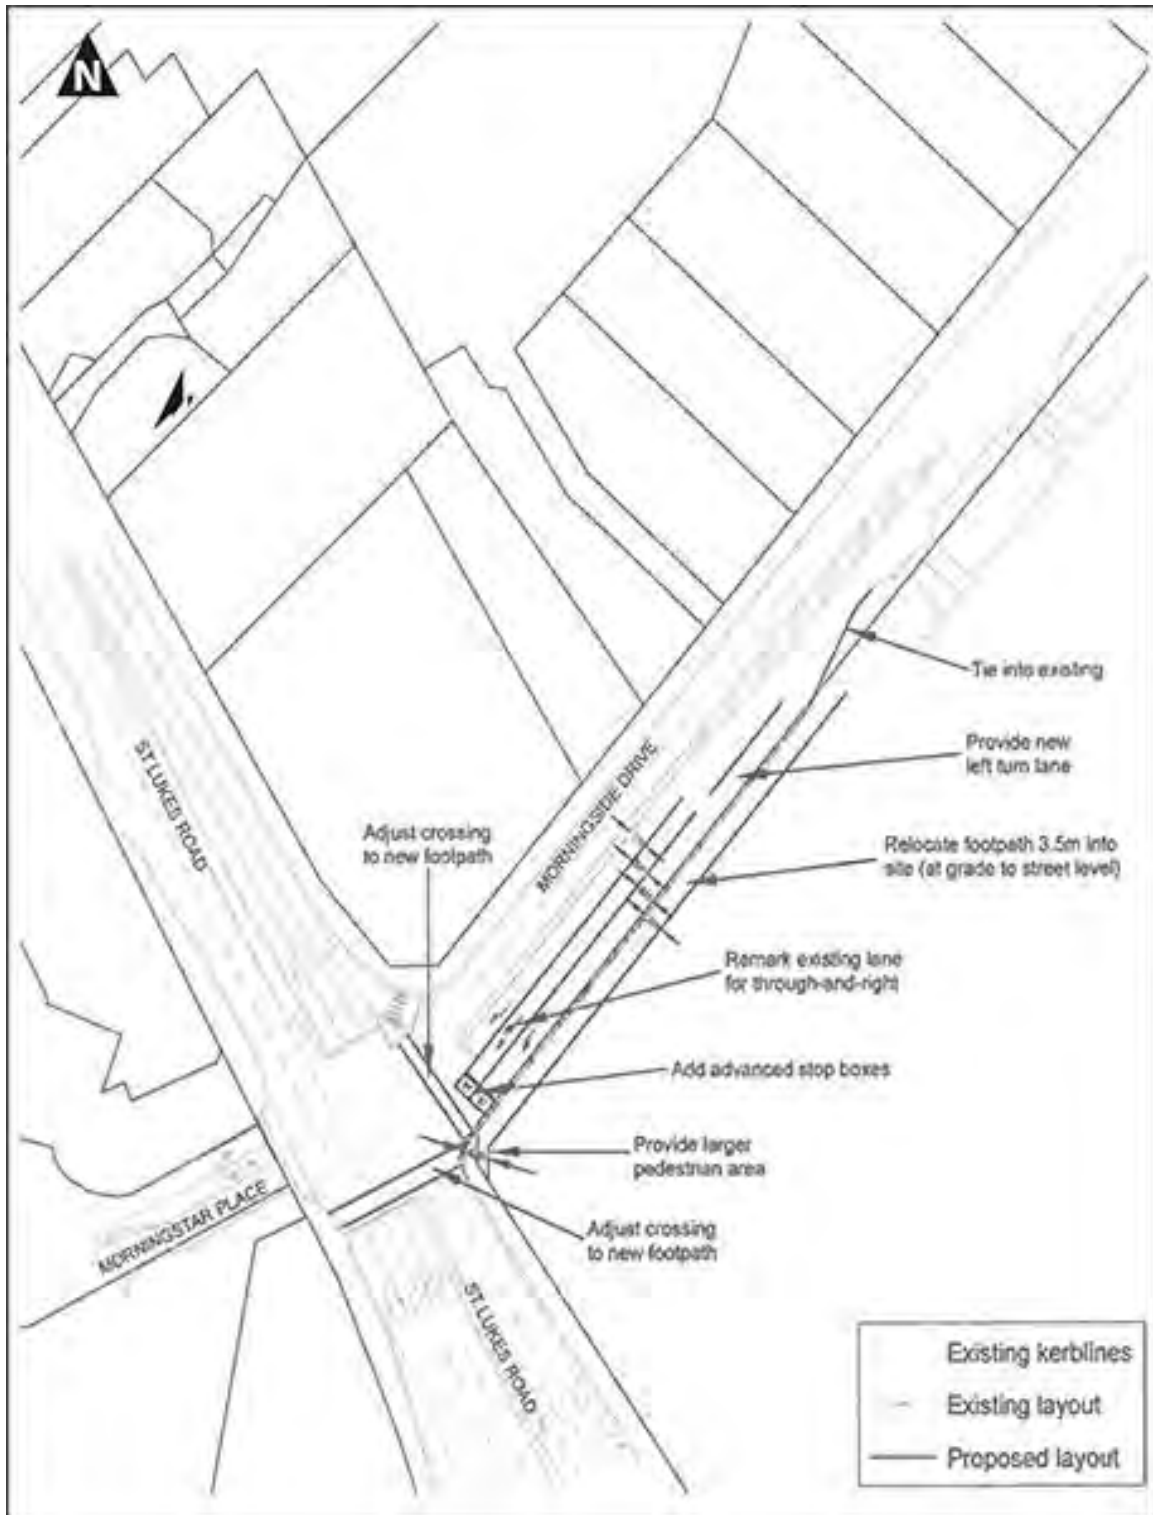 N
Tie into existing
Provide new
left turn lane
ST.LUKES ROAD
MORNINGSIDE DRIVE
Adjust crossing
to new footpath
Relocate footpath 3.5m into
site (at grade to street level)
Remark existing lane
for through-and-right
Add advanced stop boxes
Provide larger
pedestrian area
MORNINGSTAR PLACE
Adjust crossing
to new footpath
ST.LUKES ROAD
Existing kerblines
Existing layout
Proposed layout